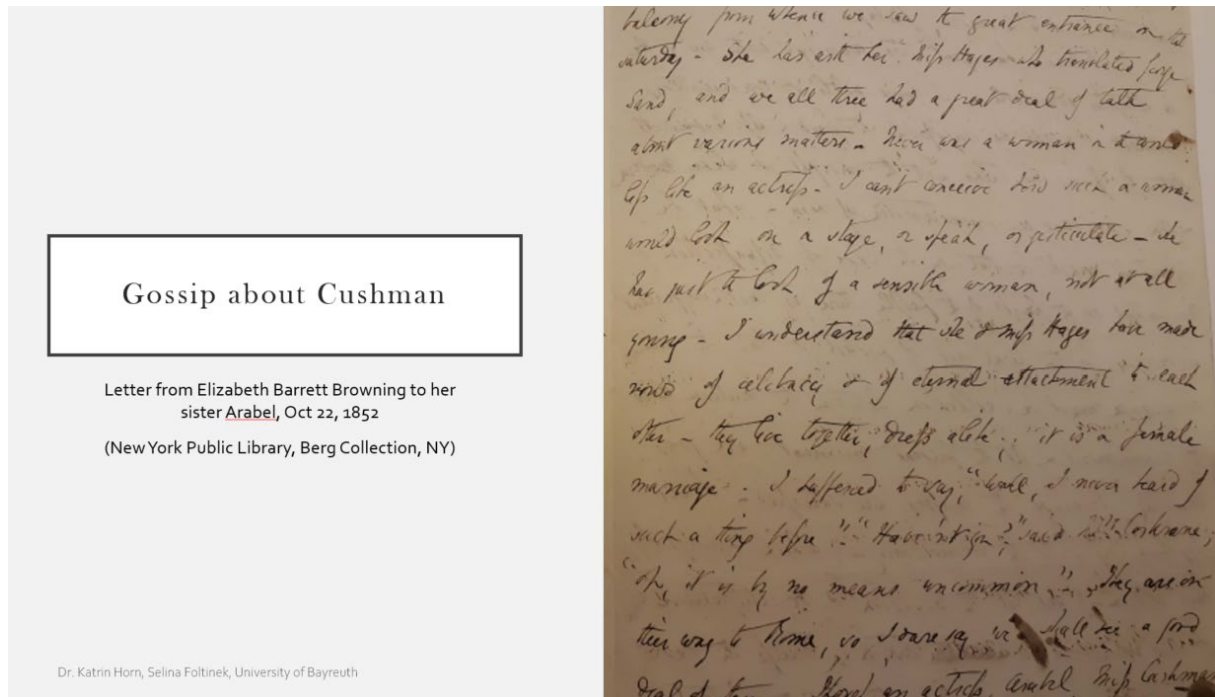 Gossip about Cushman
Letter from Elizabeth Barrett Browning to her
sister Arabel, Oct 22, 1852
(New York Public Library, Berg Collection, NY)
Dr. Katrin Horn, Selina Foltinek, University of Bayreuth
balcony from whence we saw the great entrance on the
saturday - She has with her Miss Hayes who translated George
Sand, and we all three had a great deal of talk
about various matters - Never was a woman in
less like an actress - I can't conceive how such a woman
would look on a stage, or speak, or gesticulate - she
has just the look of a sensible woman, not at all
young - I understand that she & Miss Hayes have made
vows of celibacy & of eternal attachment to each
other - they live together, dress alike, it is a female
marriage - I happened to say, "Well, I never heard of
such a thing before" "Haven't you?" said
"oh, it is by no means uncommon" They are on
their way to Rome, so I dare say we shall see a good
deal of them an actress, Arabel Miss Cushman